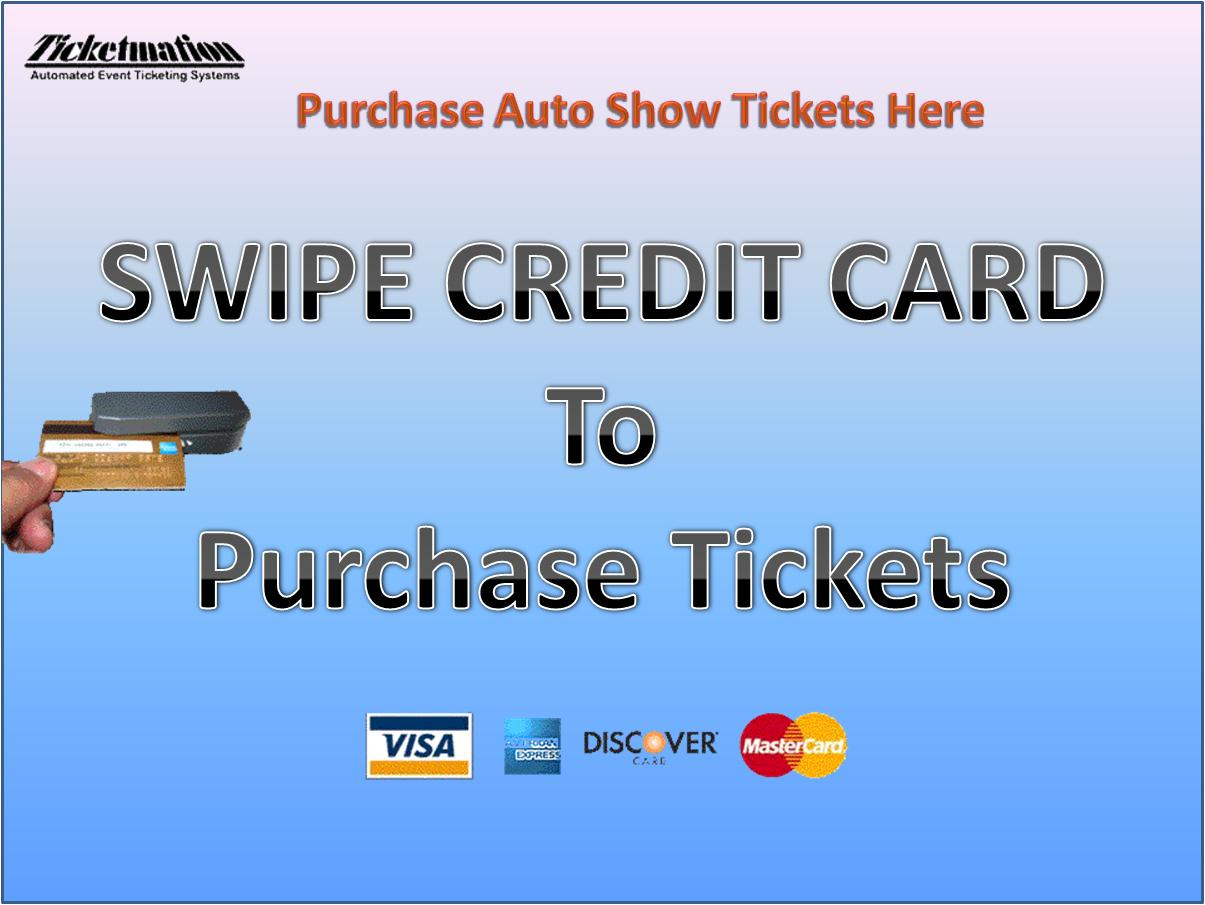 Ticketmation
Automated Event Ticketing Systems
Purchase Auto Show Tickets Here
SWIPE CREDIT CARD
To
Purchase Tickets
VISA
AMERICAN
EXPRESS
DISCOVER
CARD
MasterCard